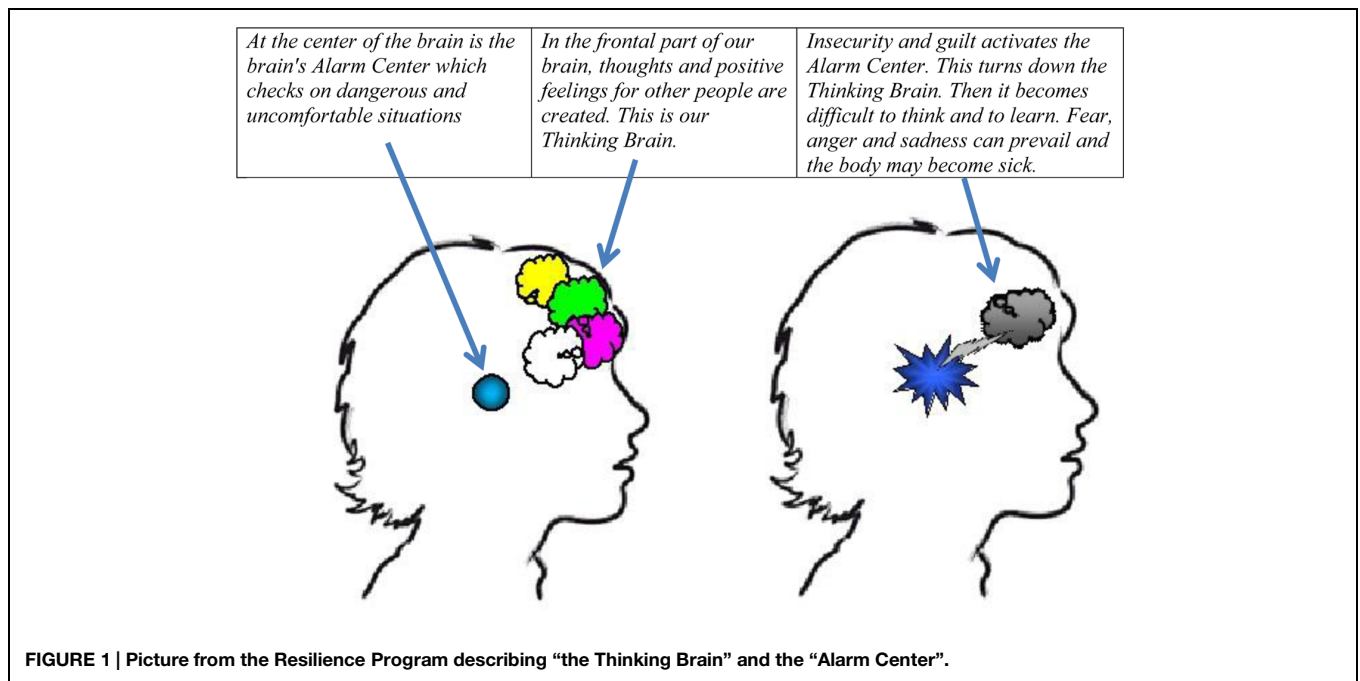 At the center of the brain is the
brain's Alarm Center which
checks on dangerous and
uncomfortable situations
In the frontal part of our
brain, thoughts and positive
feelings for other people are
created. This is our
Thinking Brain.
Insecurity and guilt activates the
Alarm Center. This turns down the
Thinking Brain. Then it becomes
difficult to think and to learn. Fear,
anger and sadness can prevail and
the body may become sick.
FIGURE 1 | Picture from the Resilience Program describing “the Thinking Brain” and the “Alarm Center”.